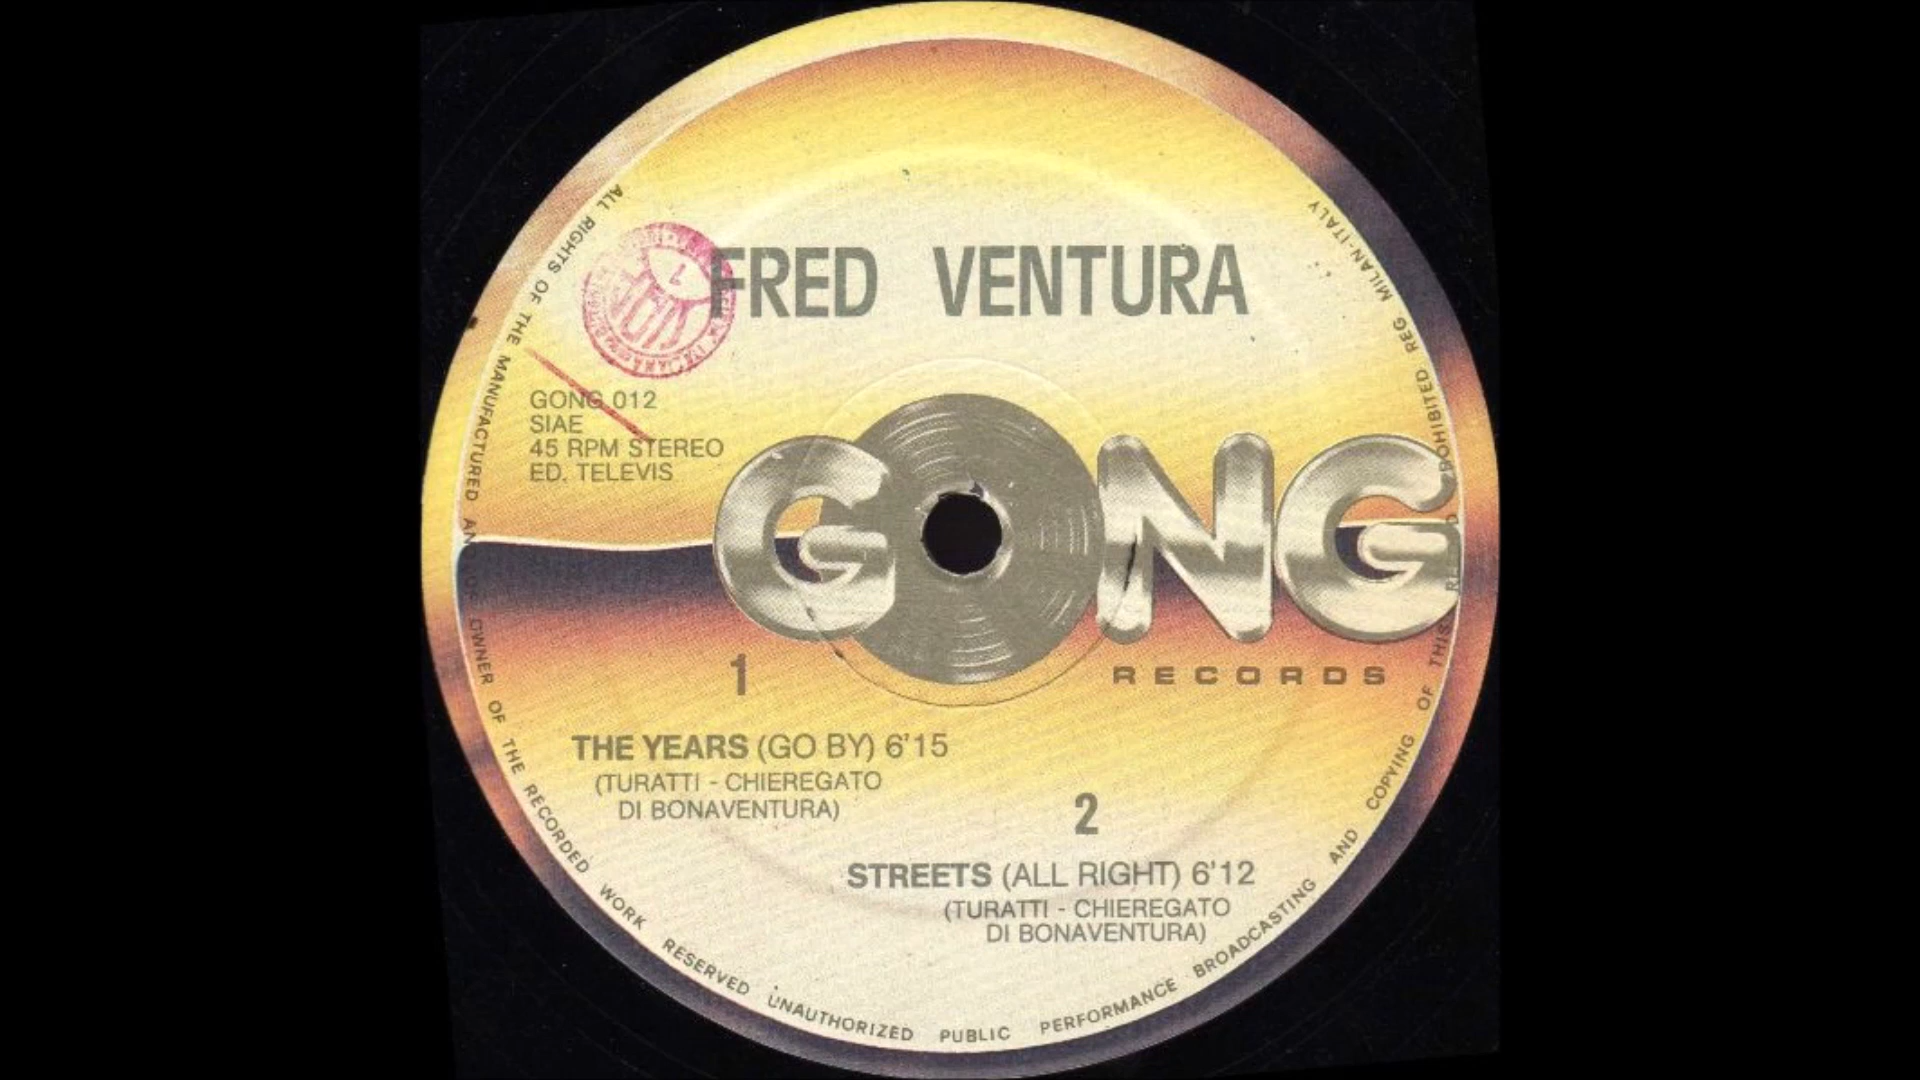 FRED VENTURA
GONG 012
SIAE
45 RPM STEREO
ED. TELEVIS
GONG
RECORDS
1
THE YEARS (GO BY) 6'15
(TURATTI - CHIEREGATO
DI BONAVENTURA)
2
STREETS (ALL RIGHT) 6'12
(TURATTI - CHIEREGATO
DI BONAVENTURA)
ALL RIGHTS OF THE MANUFACTURED AND OWNER OF THE RECORDED WORK RESERVED UNAUTHORIZED PUBLIC PERFORMANCE BROADCASTING AND COPYING OF THIS PROHIBITED REG MILAN-ITALY